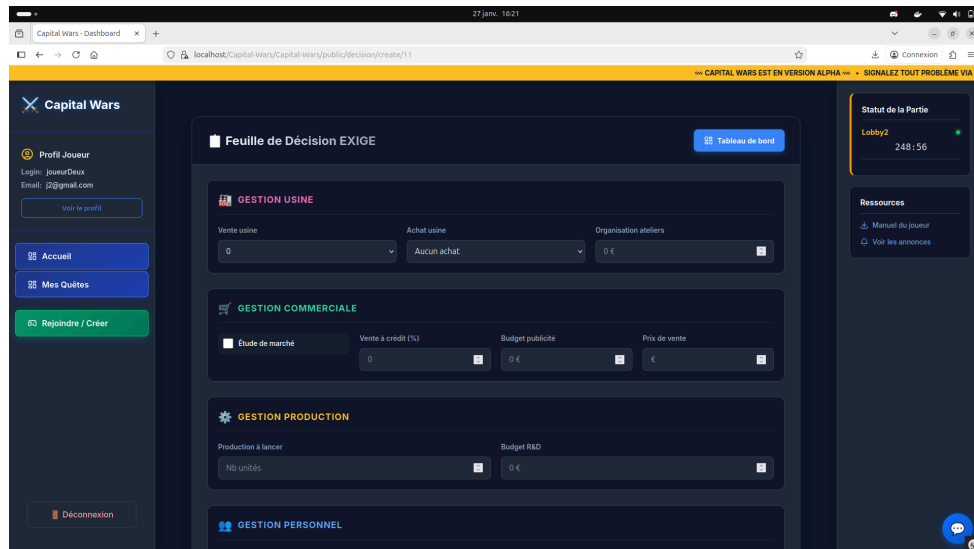 27 janv. 16:21
Capital Wars - Dashboard
localhost/Capital-Wars/Capital-Wars/public/decision/create/11
Connexion
CAPITAL WARS EST EN VERSION ALPHA • SIGNALEZ TOUT PROBLÈME VIA
Capital Wars
Profil Joueur
Login: joueurDeux
Email: j2@gmail.com
Voir le profil
Accueil
Mes Quêtes
Rejoindre / Créer
Déconnexion
Feuille de Décision EXIGE
Tableau de bord
GESTION USINE
Vente usine
Achat usine
Organisation ateliers
0
Aucun achat
0 €
GESTION COMMERCIALE
Étude de marché
Vente à crédit (%)
Budget publicité
Prix de vente
0
0 €
€
GESTION PRODUCTION
Production à lancer
Budget R&D
Nb unités
0 €
GESTION PERSONNEL
Statut de la Partie
Lobby2
248:56
Ressources
Manuel du joueur
Voir les annonces